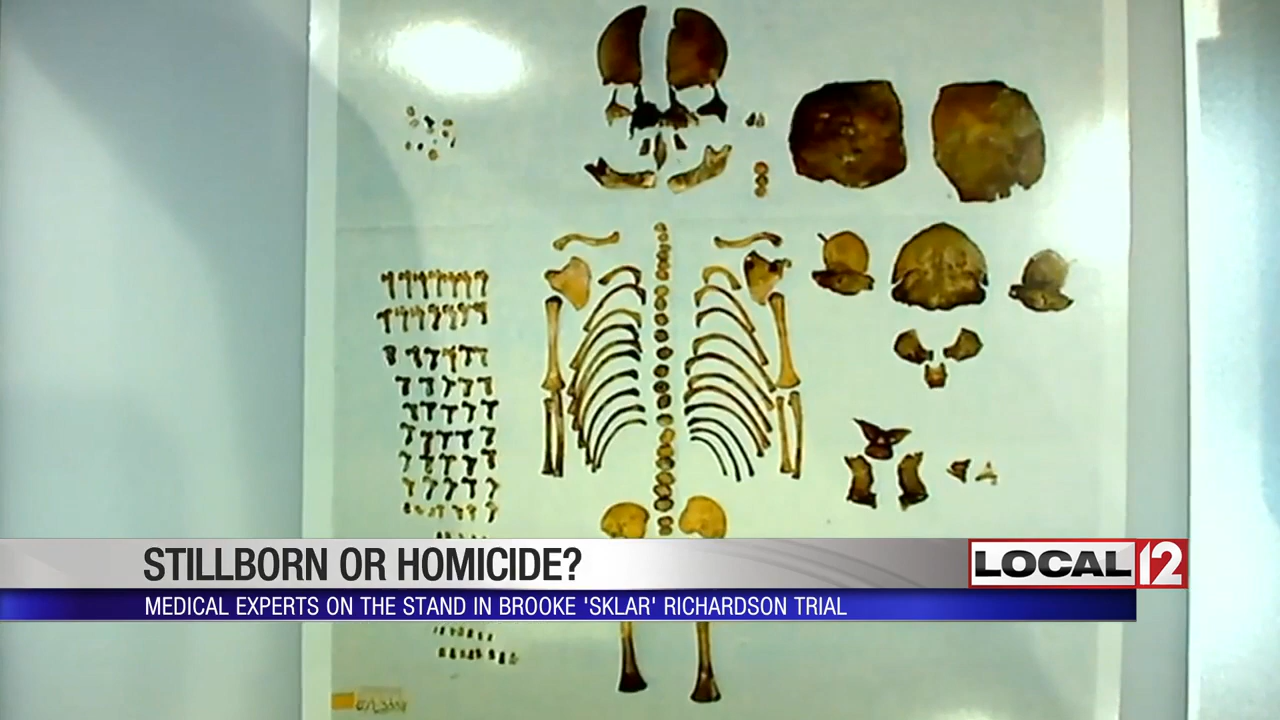 STILLBORN OR HOMICIDE?
LOCAL 12
MEDICAL EXPERTS ON THE STAND IN BROOKE 'SKLAR' RICHARDSON TRIAL